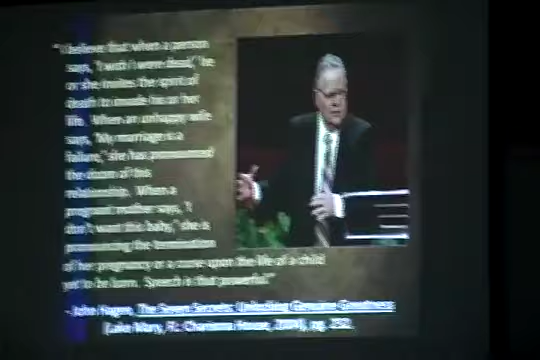 "I believe that when a person
says, "I wish I were dead," he
or she invites the spirit of
death to invade his or her
life. When an unhappy wife
says, "My marriage is a
failure," she has pronounced
the doom of this
relationship. When a
pregnant mother says, "I
don't want this baby," she is
pronouncing the termination
of her pregnancy or a curse upon the life of a child
yet to be born. Speech is that powerful."
- John Hagee, The Seven Secrets: Unlocking Genuine Greatness
(Lake Mary, FL: Charisma House, 2004), pg. 252.